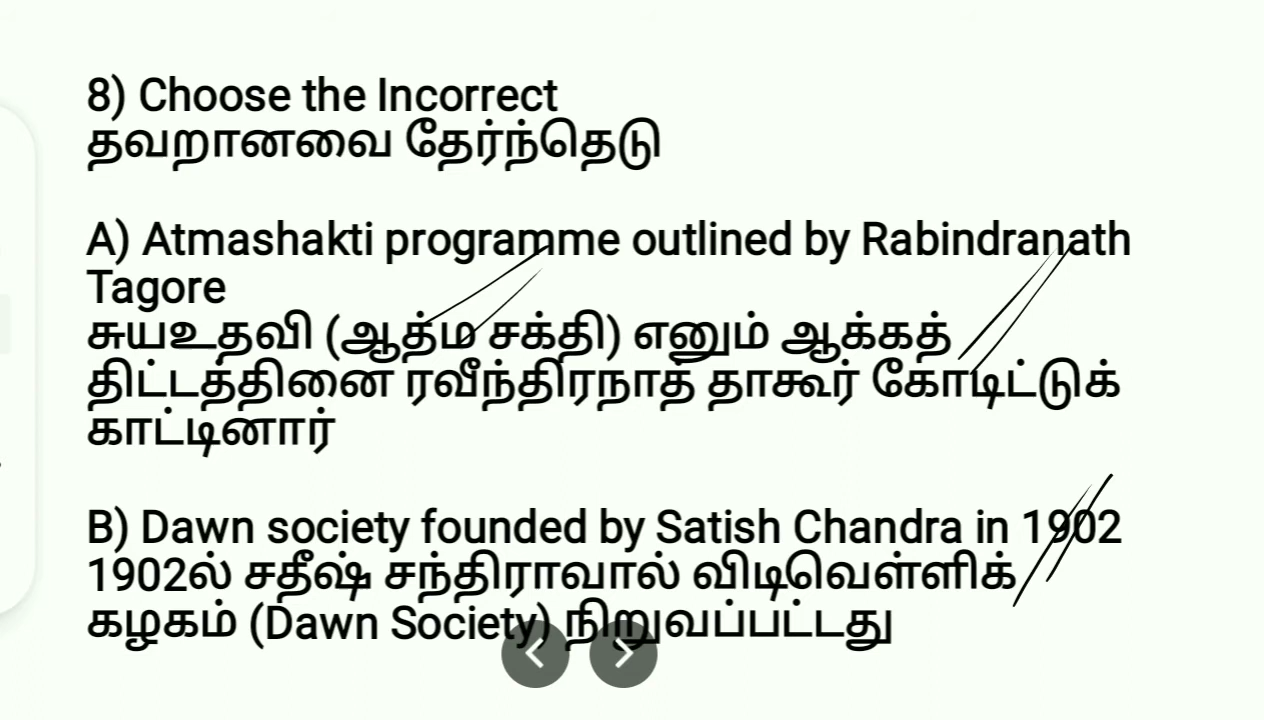 8) Choose the Incorrect
தவறானவை தேர்ந்தெடு
A) Atmashakti programme outlined by Rabindranath
Tagore
சுயஉதவி (ஆத்ம சக்தி) எனும் ஆக்கத்
திட்டத்தினை ரவீந்திரநாத் தாகூர் கோடிட்டுக்
காட்டினார்
B) Dawn society founded by Satish Chandra in 1902
1902ல் சதீஷ் சந்திராவால் விடிவெள்ளிக்
கழகம் (Dawn Society) நிறுவப்பட்டது